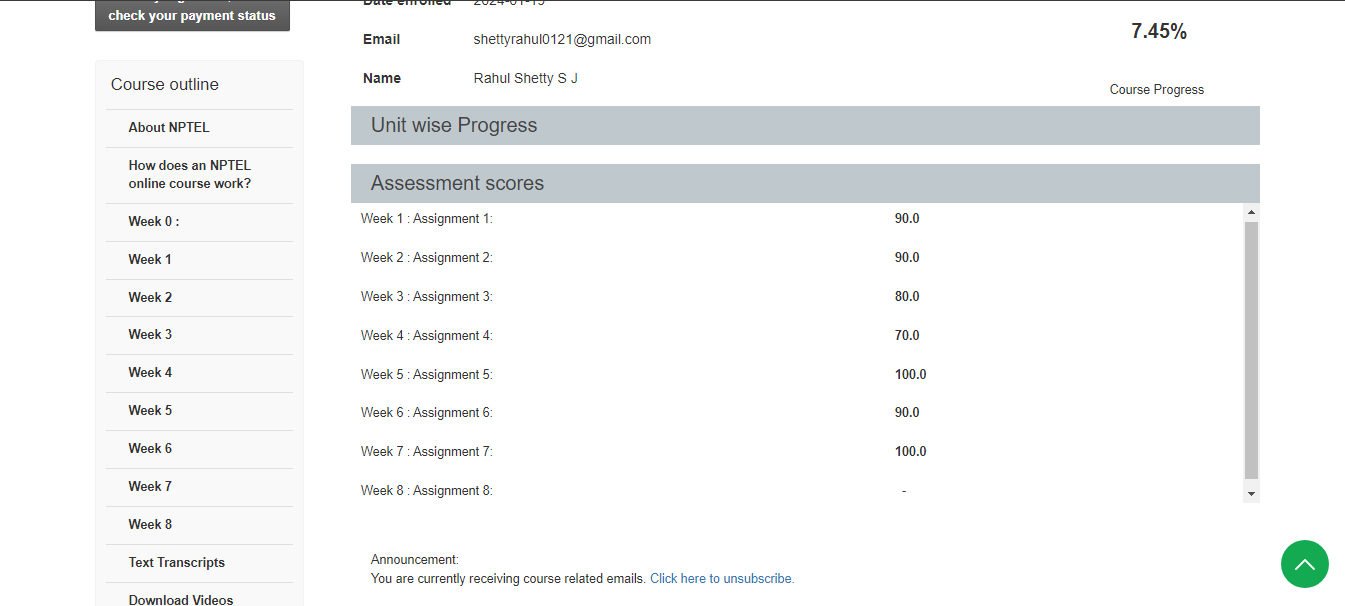 check your payment status
Course outline
About NPTEL
How does an NPTEL
online course work?
Week 0 :
Week 1
Week 2
Week 3
Week 4
Week 5
Week 6
Week 7
Week 8
Text Transcripts
Download Videos
Date enrolled 2024-01-15
Email shettyrahul0121@gmail.com
Name Rahul Shetty S J
7.45%
Course Progress
Unit wise Progress
Assessment scores
Week 1 : Assignment 1: 90.0
Week 2 : Assignment 2: 90.0
Week 3 : Assignment 3: 80.0
Week 4 : Assignment 4: 70.0
Week 5 : Assignment 5: 100.0
Week 6 : Assignment 6: 90.0
Week 7 : Assignment 7: 100.0
Week 8 : Assignment 8: -
Announcement:
You are currently receiving course related emails. Click here to unsubscribe.